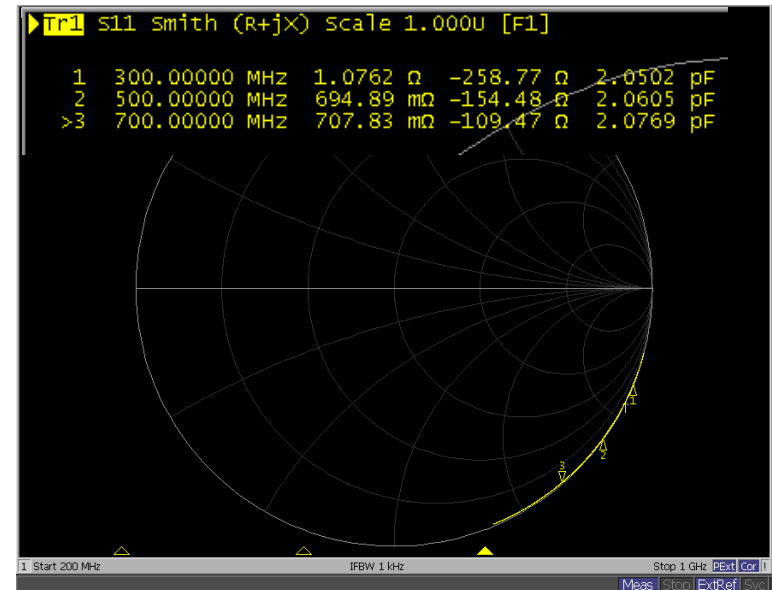 Tr1 S11 Smith (R+jX) Scale 1.000U [F1]
1 300.00000 MHz 1.0762 Ω -258.77 Ω 2.0502 pF
2 500.00000 MHz 694.89 mΩ -154.48 Ω 2.0605 pF
>3 700.00000 MHz 707.83 mΩ -109.47 Ω 2.0769 pF
1
2
3
1 Start 200 MHz IFBW 1 kHz Stop 1 GHz PExt Cor !
Meas Stop ExtRef Svc